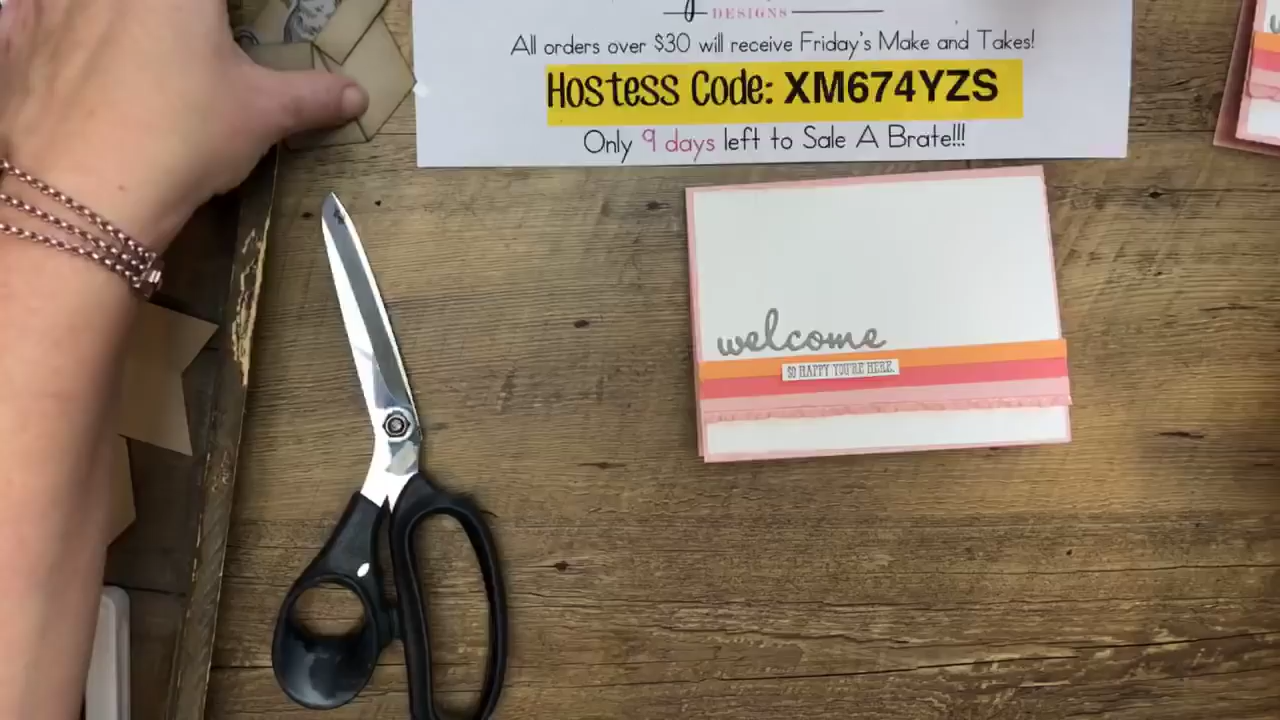 DESIGNS
All orders over $30 will receive Friday's Make and Takes!
Hostess Code: XM674YZS
Only 9 days left to Sale A Brate!!!
welcome
SO HAPPY YOU'RE HERE.